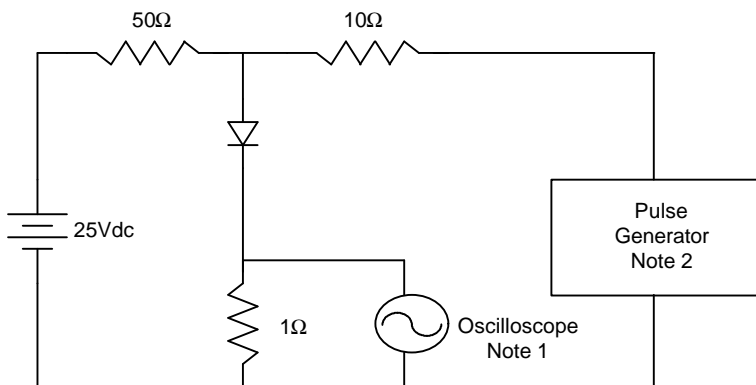 50Ω
10Ω
25Vdc
Pulse
Generator
Note 2
1Ω
Oscilloscope
Note 1